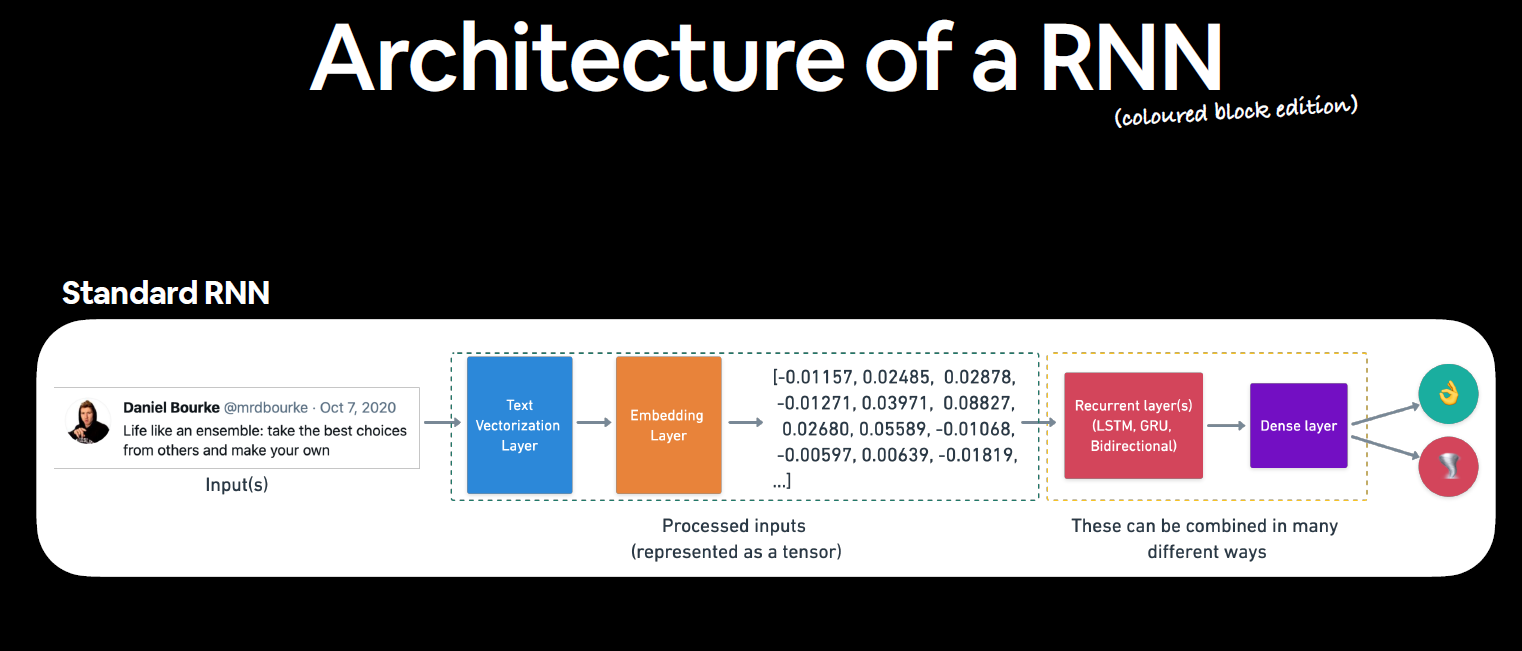 Architecture of a RNN
(coloured block edition)
Standard RNN
Daniel Bourke @mrdbourke · Oct 7, 2020
Life like an ensemble: take the best choices
from others and make your own
Input(s)
Text
Vectorization
Layer
Embedding
Layer
[-0.01157, 0.02485, 0.02878,
-0.01271, 0.03971, 0.08827,
0.02680, 0.05589, -0.01068,
-0.00597, 0.00639, -0.01819,
...]
Processed inputs
(represented as a tensor)
Recurrent layer(s)
(LSTM, GRU,
Bidirectional)
Dense layer
These can be combined in many
different ways